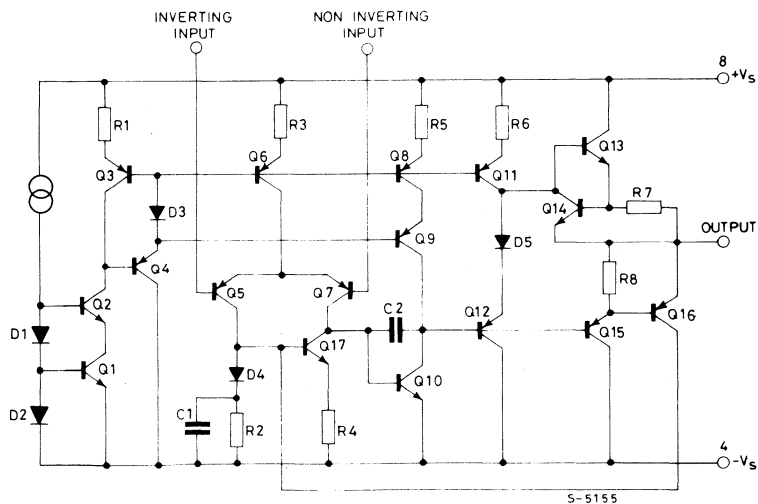 INVERTING
INPUT
NON INVERTING
INPUT
8
+Vs
R1
R3
R5
R6
Q13
Q3
Q6
Q8
Q11
R7
D3
Q14
OUTPUT
Q4
Q9
D5
R8
Q5
Q7
C2
Q2
Q12
Q15
Q16
D1
Q17
Q1
D4
Q10
D2
C1
R2
R4
4
-Vs
S-5155